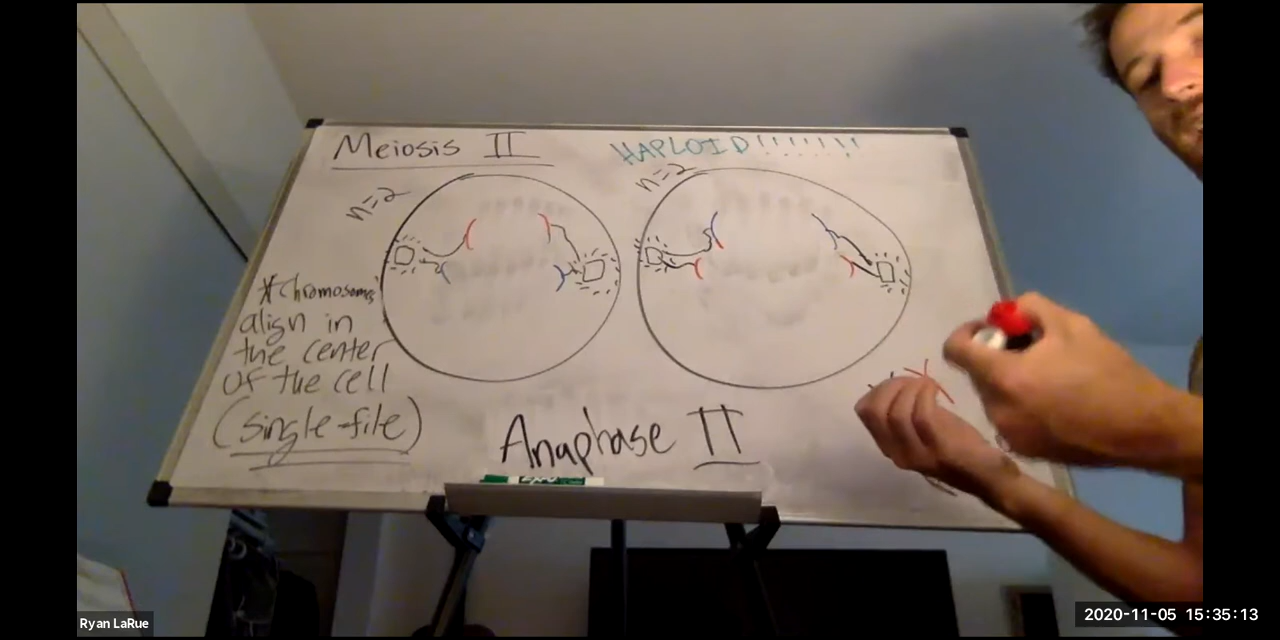 Meiosis II
HAPLOID!!!!!!!
n=2
n=2
*Chromosomes
align in
the center
of the cell
(single-file)
Anaphase II
EXPO
Ryan LaRue
2020-11-05 15:35:13